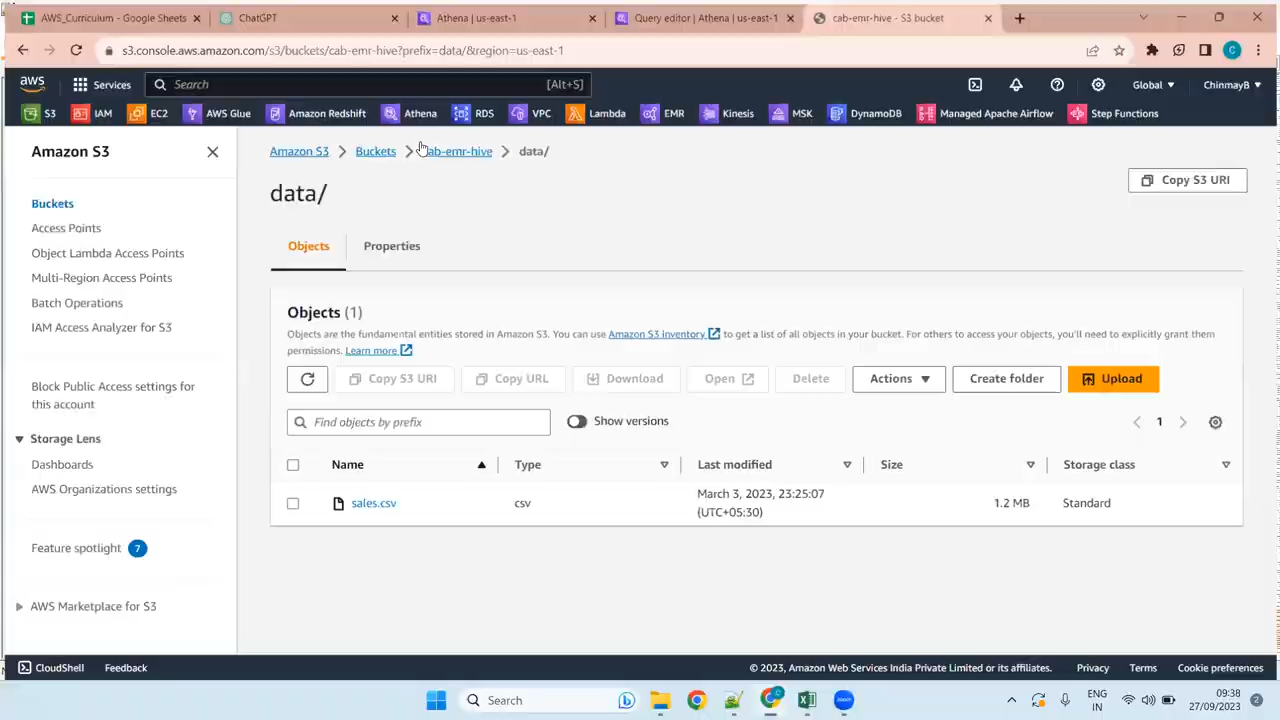 AWS_Curriculum - Google Sheets
ChatGPT
Athena | us-east-1
Query editor | Athena | us-east-1
cab-emr-hive - S3 bucket
s3.console.aws.amazon.com/s3/buckets/cab-emr-hive?prefix=data/&region=us-east-1
C
aws
Services
Search
[Alt+S]
Global
ChinmayB
S3
IAM
EC2
AWS Glue
Amazon Redshift
Athena
RDS
VPC
Lambda
EMR
Kinesis
MSK
DynamoDB
Managed Apache Airflow
Step Functions
Amazon S3
Buckets
Access Points
Object Lambda Access Points
Multi-Region Access Points
Batch Operations
IAM Access Analyzer for S3
Block Public Access settings for
this account
Storage Lens
Dashboards
AWS Organizations settings
Feature spotlight 7
AWS Marketplace for S3
Amazon S3 > Buckets > cab-emr-hive > data/
data/
Copy S3 URI
Objects
Properties
Objects (1)
Objects are the fundamental entities stored in Amazon S3. You can use Amazon S3 inventory to get a list of all objects in your bucket. For others to access your objects, you'll need to explicitly grant them
permissions. Learn more
Copy S3 URI
Copy URL
Download
Open
Delete
Actions
Create folder
Upload
Find objects by prefix
Show versions
1
Name
Type
Last modified
Size
Storage class
sales.csv
csv
March 3, 2023, 23:25:07
(UTC+05:30)
1.2 MB
Standard
CloudShell
Feedback
© 2023, Amazon Web Services India Private Limited or its affiliates.
Privacy
Terms
Cookie preferences
Search
ENG
IN
09:38
27/09/2023
2